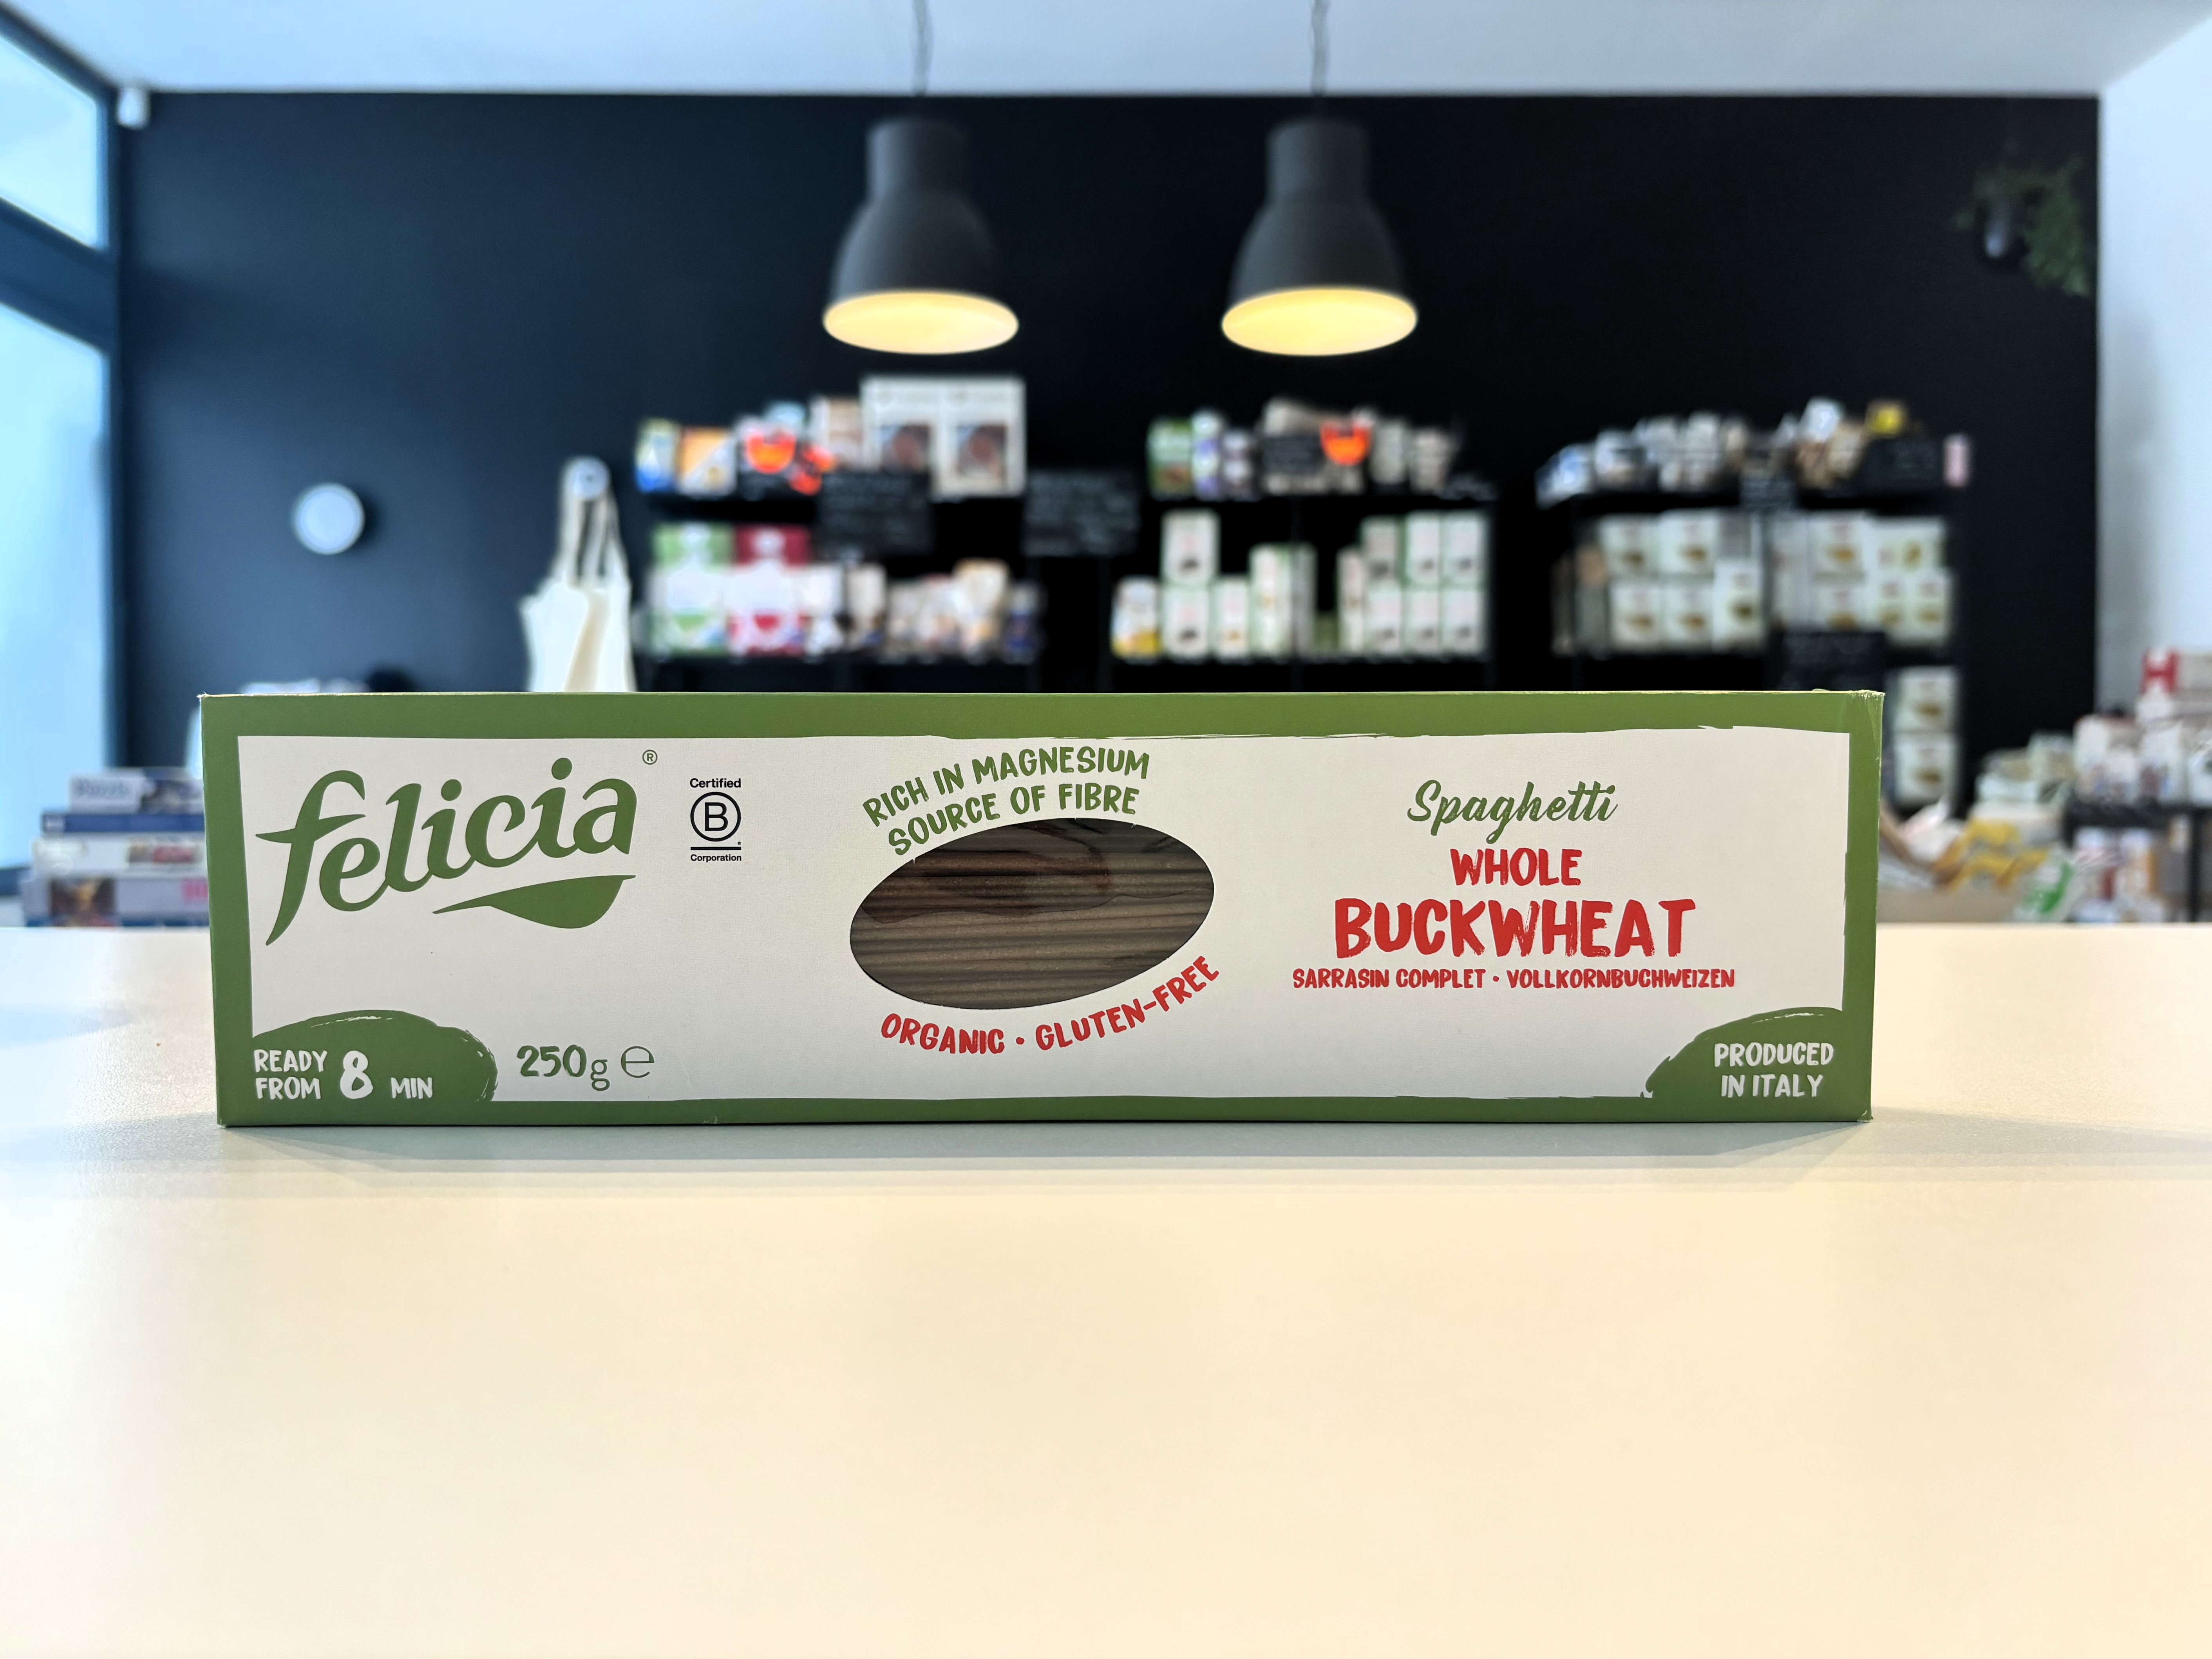 felicia®
Certified
B
Corporation
RICH IN MAGNESIUM
SOURCE OF FIBRE
ORGANIC • GLUTEN-FREE
Spaghetti
WHOLE
BUCKWHEAT
SARRASIN COMPLET • VOLLKORNBUCHWEIZEN
READY
FROM 8 MIN
250g ℮
PRODUCED
IN ITALY